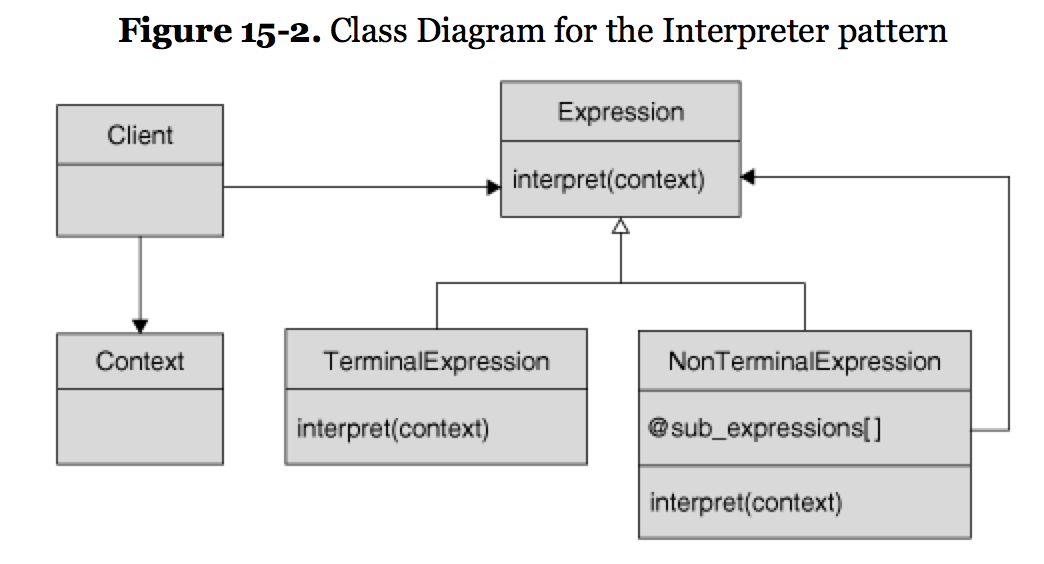 Figure 15-2. Class Diagram for the Interpreter pattern
Client
Expression
interpret(context)
Context
TerminalExpression
interpret(context)
NonTerminalExpression
@sub_expressions[]
interpret(context)